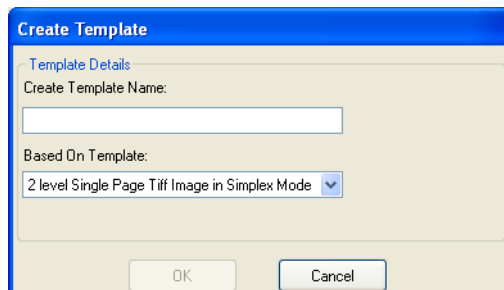 Create Template
Template Details
Create Template Name:
Based On Template:
2 level Single Page Tiff Image in Simplex Mode
OK
Cancel